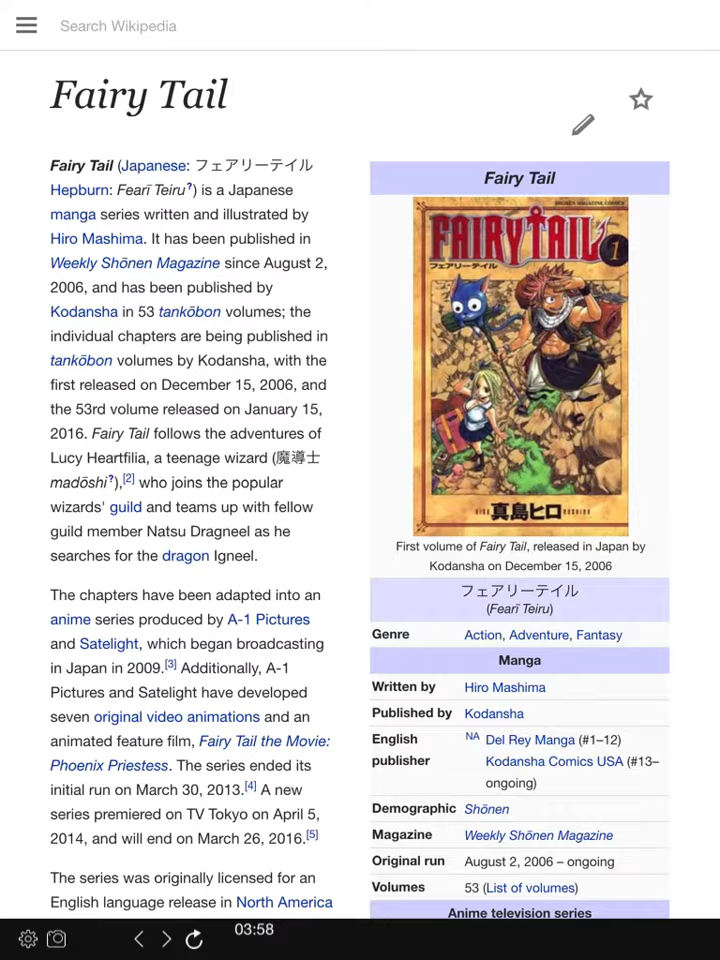 Search Wikipedia
Fairy Tail
Fairy Tail (Japanese: フェアリーテイル
Hepburn: Fearī Teiru?) is a Japanese
manga series written and illustrated by
Hiro Mashima. It has been published in
Weekly Shōnen Magazine since August 2,
2006, and has been published by
Kodansha in 53 tankōbon volumes; the
individual chapters are being published in
tankōbon volumes by Kodansha, with the
first released on December 15, 2006, and
the 53rd volume released on January 15,
2016. Fairy Tail follows the adventures of
Lucy Heartfilia, a teenage wizard (魔導士
madōshi?),[2] who joins the popular
wizards' guild and teams up with fellow
guild member Natsu Dragneel as he
searches for the dragon Igneel.
The chapters have been adapted into an
anime series produced by A-1 Pictures
and Satelight, which began broadcasting
in Japan in 2009.[3] Additionally, A-1
Pictures and Satelight have developed
seven original video animations and an
animated feature film, Fairy Tail the Movie:
Phoenix Priestess. The series ended its
initial run on March 30, 2013.[4] A new
series premiered on TV Tokyo on April 5,
2014, and will end on March 26, 2016.[5]
The series was originally licensed for an
English language release in North America
Fairy Tail
SHONEN MAGAZINE COMICS
FAIRY TAIL
1
フェアリーテイル
真島ヒロ
First volume of Fairy Tail, released in Japan by
Kodansha on December 15, 2006
フェアリーテイル
(Fearī Teiru)
Genre Action, Adventure, Fantasy
Manga
Written by Hiro Mashima
Published by Kodansha
English publisher NA Del Rey Manga (#1–12)
Kodansha Comics USA (#13–
ongoing)
Demographic Shōnen
Magazine Weekly Shōnen Magazine
Original run August 2, 2006 – ongoing
Volumes 53 (List of volumes)
Anime television series
03:58